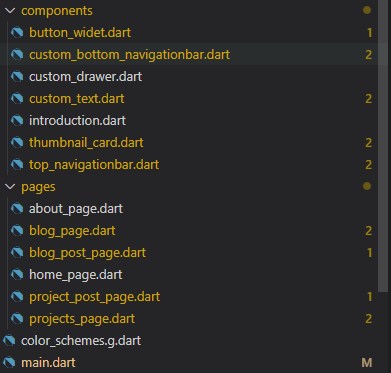 components
button_widet.dart 1
custom_bottom_navigationbar.dart 2
custom_drawer.dart
custom_text.dart 2
introduction.dart
thumbnail_card.dart 2
top_navigationbar.dart 2
pages
about_page.dart
blog_page.dart 2
blog_post_page.dart 1
home_page.dart
project_post_page.dart 1
projects_page.dart 2
color_schemes.g.dart
main.dart M